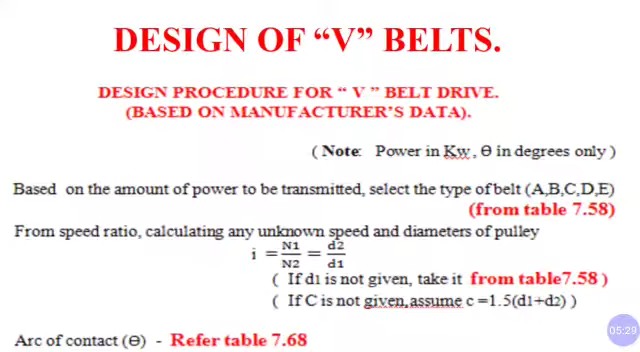 DESIGN OF “V” BELTS.
DESIGN PROCEDURE FOR “ V ” BELT DRIVE.
(BASED ON MANUFACTURER’S DATA).
( Note: Power in Kw , ϴ in degrees only )
Based on the amount of power to be transmitted, select the type of belt (A,B,C,D,E)
(from table 7.58)
From speed ratio, calculating any unknown speed and diameters of pulley
i = N1/N2 = d2/d1
( If d1 is not given, take it from table7.58 )
( If C is not given,assume c =1.5(d1+d2) )
Arc of contact (ϴ) - Refer table 7.68
05:29